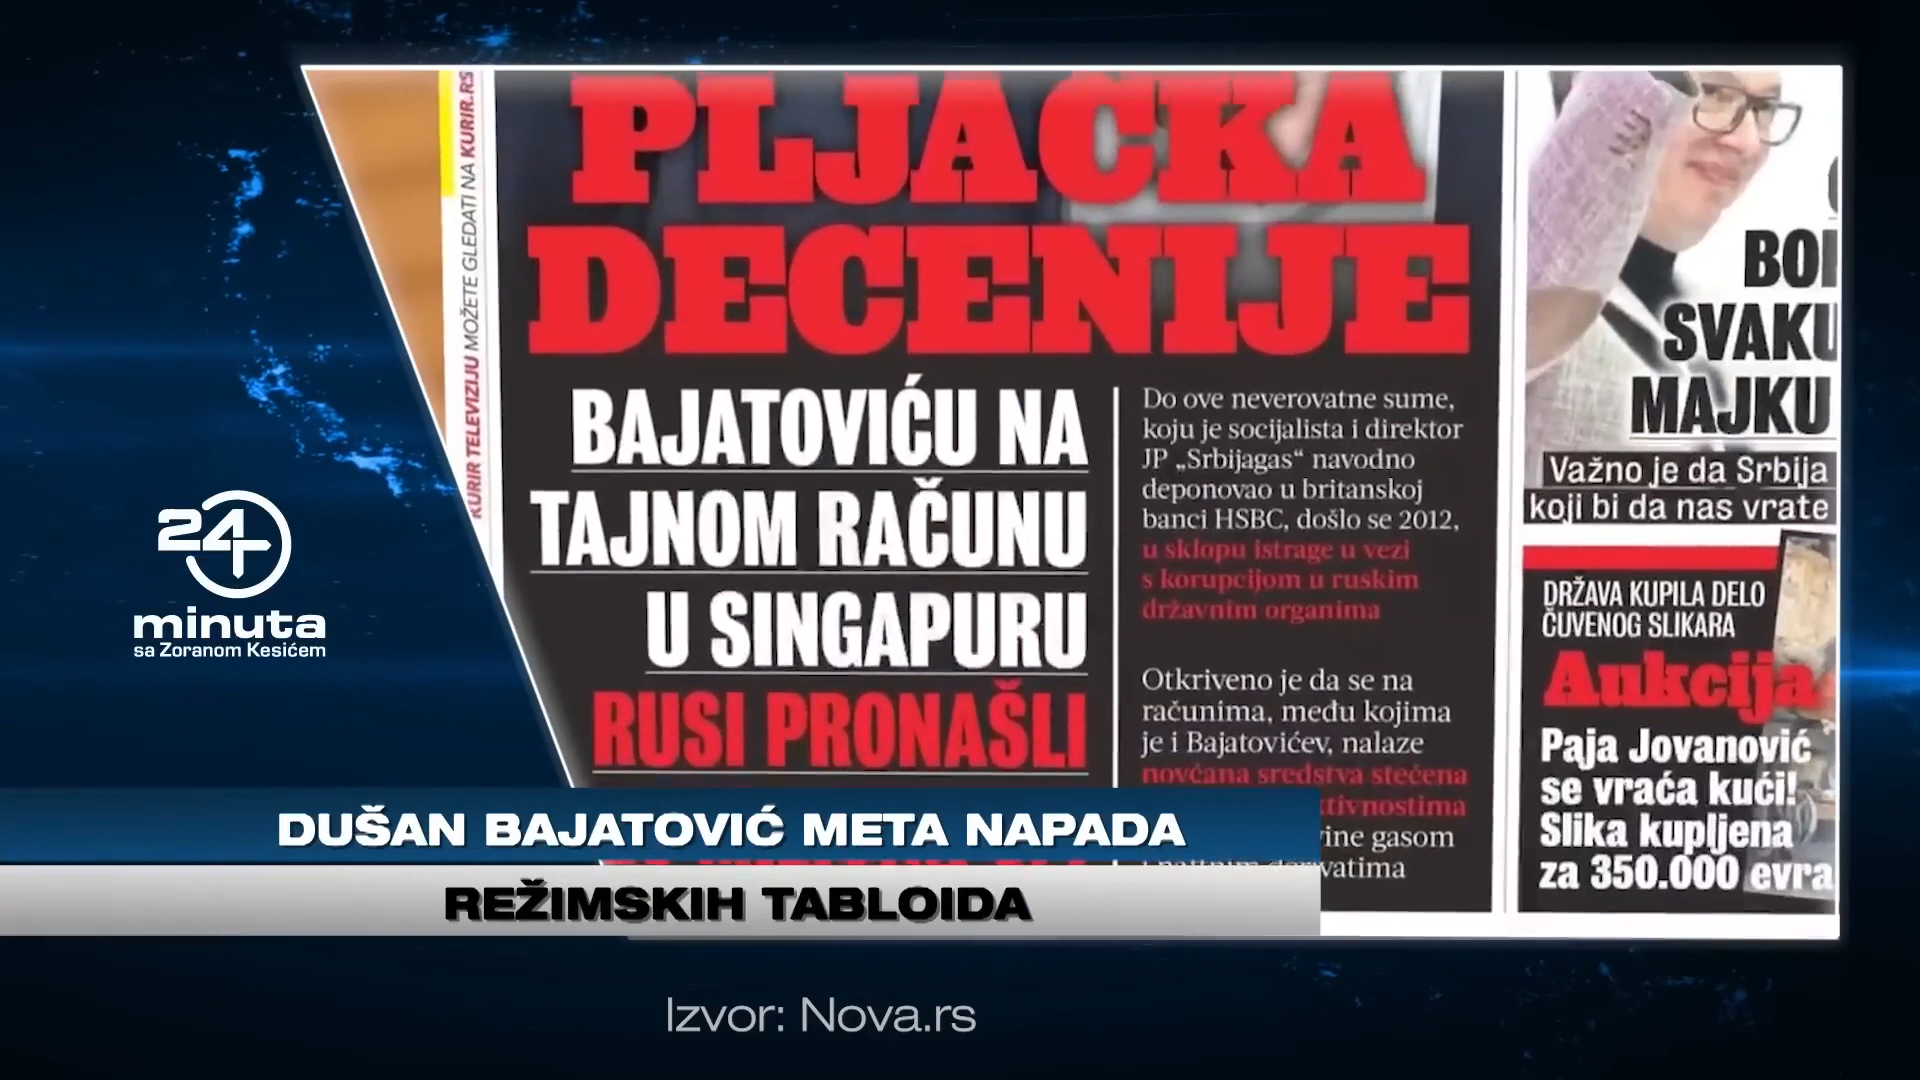 KURIR TELEVIZIJU MOŽETE GLEDATI NA KURIR.RS
PLJAČKA
DECENIJE
BAJATOVIĆU NA
TAJNOM RAČUNU
U SINGAPURU
RUSI PRONAŠLI
Do ove neverovatne sume,
koju je socijalista i direktor
JP „Srbijagas“ navodno
deponovao u britanskoj
banci HSBC, došlo se 2012,
u sklopu istrage u vezi
s korupcijom u ruskim
državnim organima
Otkriveno je da se na
računima, među kojima
je i Bajatovićev, nalaze
novčana sredstva stečena
SVAKU
MAJKU
Važno je da Srbija
koji bi da nas vrate
DRŽAVA KUPILA DELO
ČUVENOG SLIKARA
Aukcija
Paja Jovanović
se vraća kući!
Slika kupljena
za 350.000 evra
gasom
24
minuta
sa Zoranom Kesićem
DUŠAN BAJATOVIĆ META NAPADA
REŽIMSKIH TABLOIDA
Izvor: Nova.rs